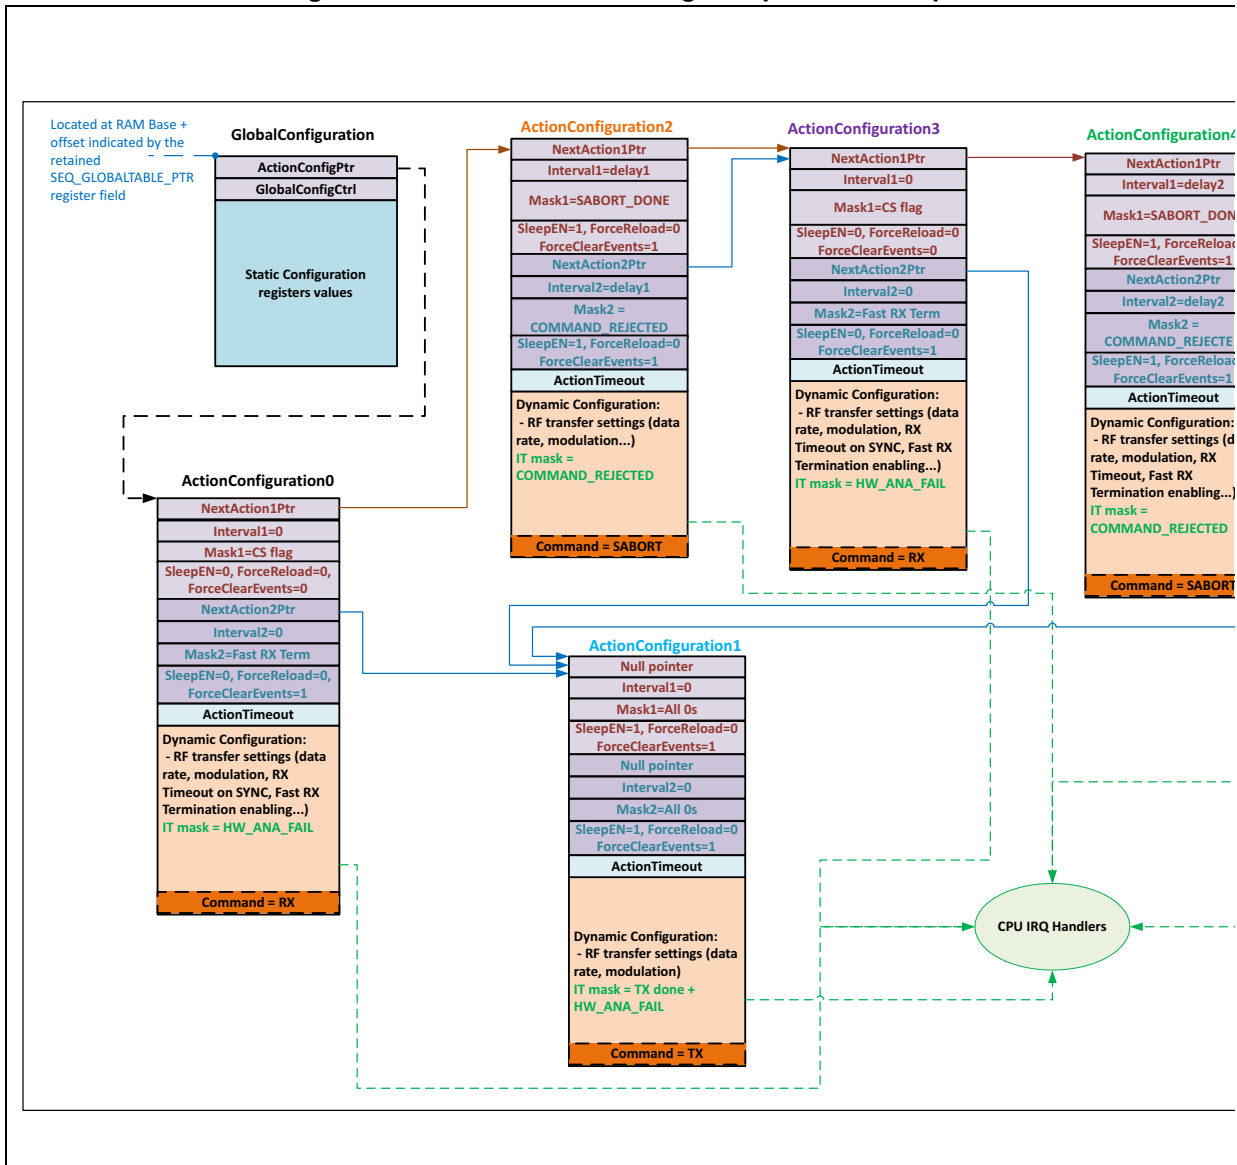 Located at RAM Base +
offset indicated by the
retained
SEQ_GLOBALTABLE_PTR
register field
GlobalConfiguration
ActionConfigPtr
GlobalConfigCtrl
Static Configuration
registers values
ActionConfiguration2
NextAction1Ptr
Interval1=delay1
Mask1=SABORT_DONE
SleepEN=1, ForceReload=0
ForceClearEvents=1
NextAction2Ptr
Interval2=delay1
Mask2 =
COMMAND_REJECTED
SleepEN=1, ForceReload=0
ForceClearEvents=1
ActionTimeout
Dynamic Configuration:
- RF transfer settings (data
rate, modulation...)
IT mask =
COMMAND_REJECTED
Command = SABORT
ActionConfiguration3
NextAction1Ptr
Interval1=0
Mask1=CS flag
SleepEN=0, ForceReload=0
ForceClearEvents=0
NextAction2Ptr
Interval2=0
Mask2=Fast RX Term
SleepEN=0, ForceReload=0
ForceClearEvents=1
ActionTimeout
Dynamic Configuration:
- RF transfer settings (data
rate, modulation, RX
Timeout on SYNC, Fast RX
Termination enabling...)
IT mask = HW_ANA_FAIL
Command = RX
ActionConfiguration4
NextAction1Ptr
Interval1=delay2
Mask1=SABORT_DON
SleepEN=1, ForceReload
ForceClearEvents=1
NextAction2Ptr
Interval2=delay2
Mask2 =
COMMAND_REJECTE
SleepEN=1, ForceReload
ForceClearEvents=1
ActionTimeout
Dynamic Configuration:
- RF transfer settings (d
rate, modulation, RX
Timeout, Fast RX
Termination enabling...)
IT mask =
COMMAND_REJECTED
Command = SABORT
ActionConfiguration0
NextAction1Ptr
Interval1=0
Mask1=CS flag
SleepEN=0, ForceReload=0,
ForceClearEvents=0
NextAction2Ptr
Interval2=0
Mask2=Fast RX Term
SleepEN=0, ForceReload=0,
ForceClearEvents=1
ActionTimeout
Dynamic Configuration:
- RF transfer settings (data
rate, modulation, RX
Timeout on SYNC, Fast RX
Termination enabling...)
IT mask = HW_ANA_FAIL
Command = RX
ActionConfiguration1
Null pointer
Interval1=0
Mask1=All 0s
SleepEN=1, ForceReload=0
ForceClearEvents=1
Null pointer
Interval2=0
Mask2=All 0s
SleepEN=1, ForceReload=0
ForceClearEvents=1
ActionTimeout
Dynamic Configuration:
- RF transfer settings (data
rate, modulation)
IT mask = TX done +
HW_ANA_FAIL
Command = TX
CPU IRQ Handlers